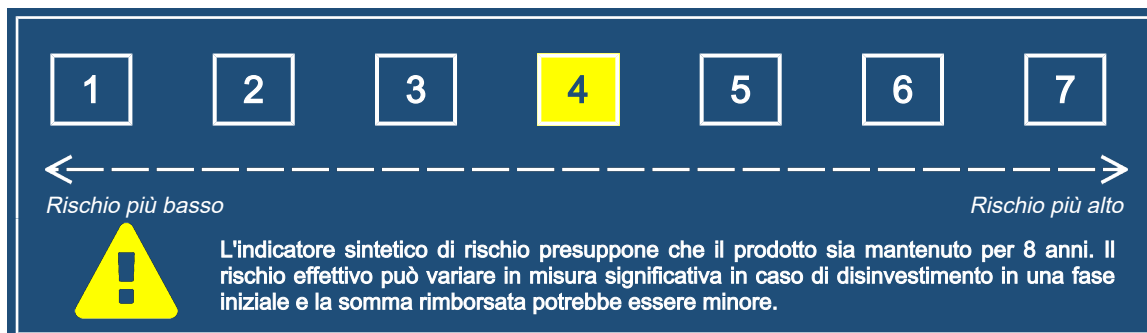 1 2 3 4 5 6 7
Rischio più basso Rischio più alto
L'indicatore sintetico di rischio presuppone che il prodotto sia mantenuto per 8 anni. Il
rischio effettivo può variare in misura significativa in caso di disinvestimento in una fase
iniziale e la somma rimborsata potrebbe essere minore.